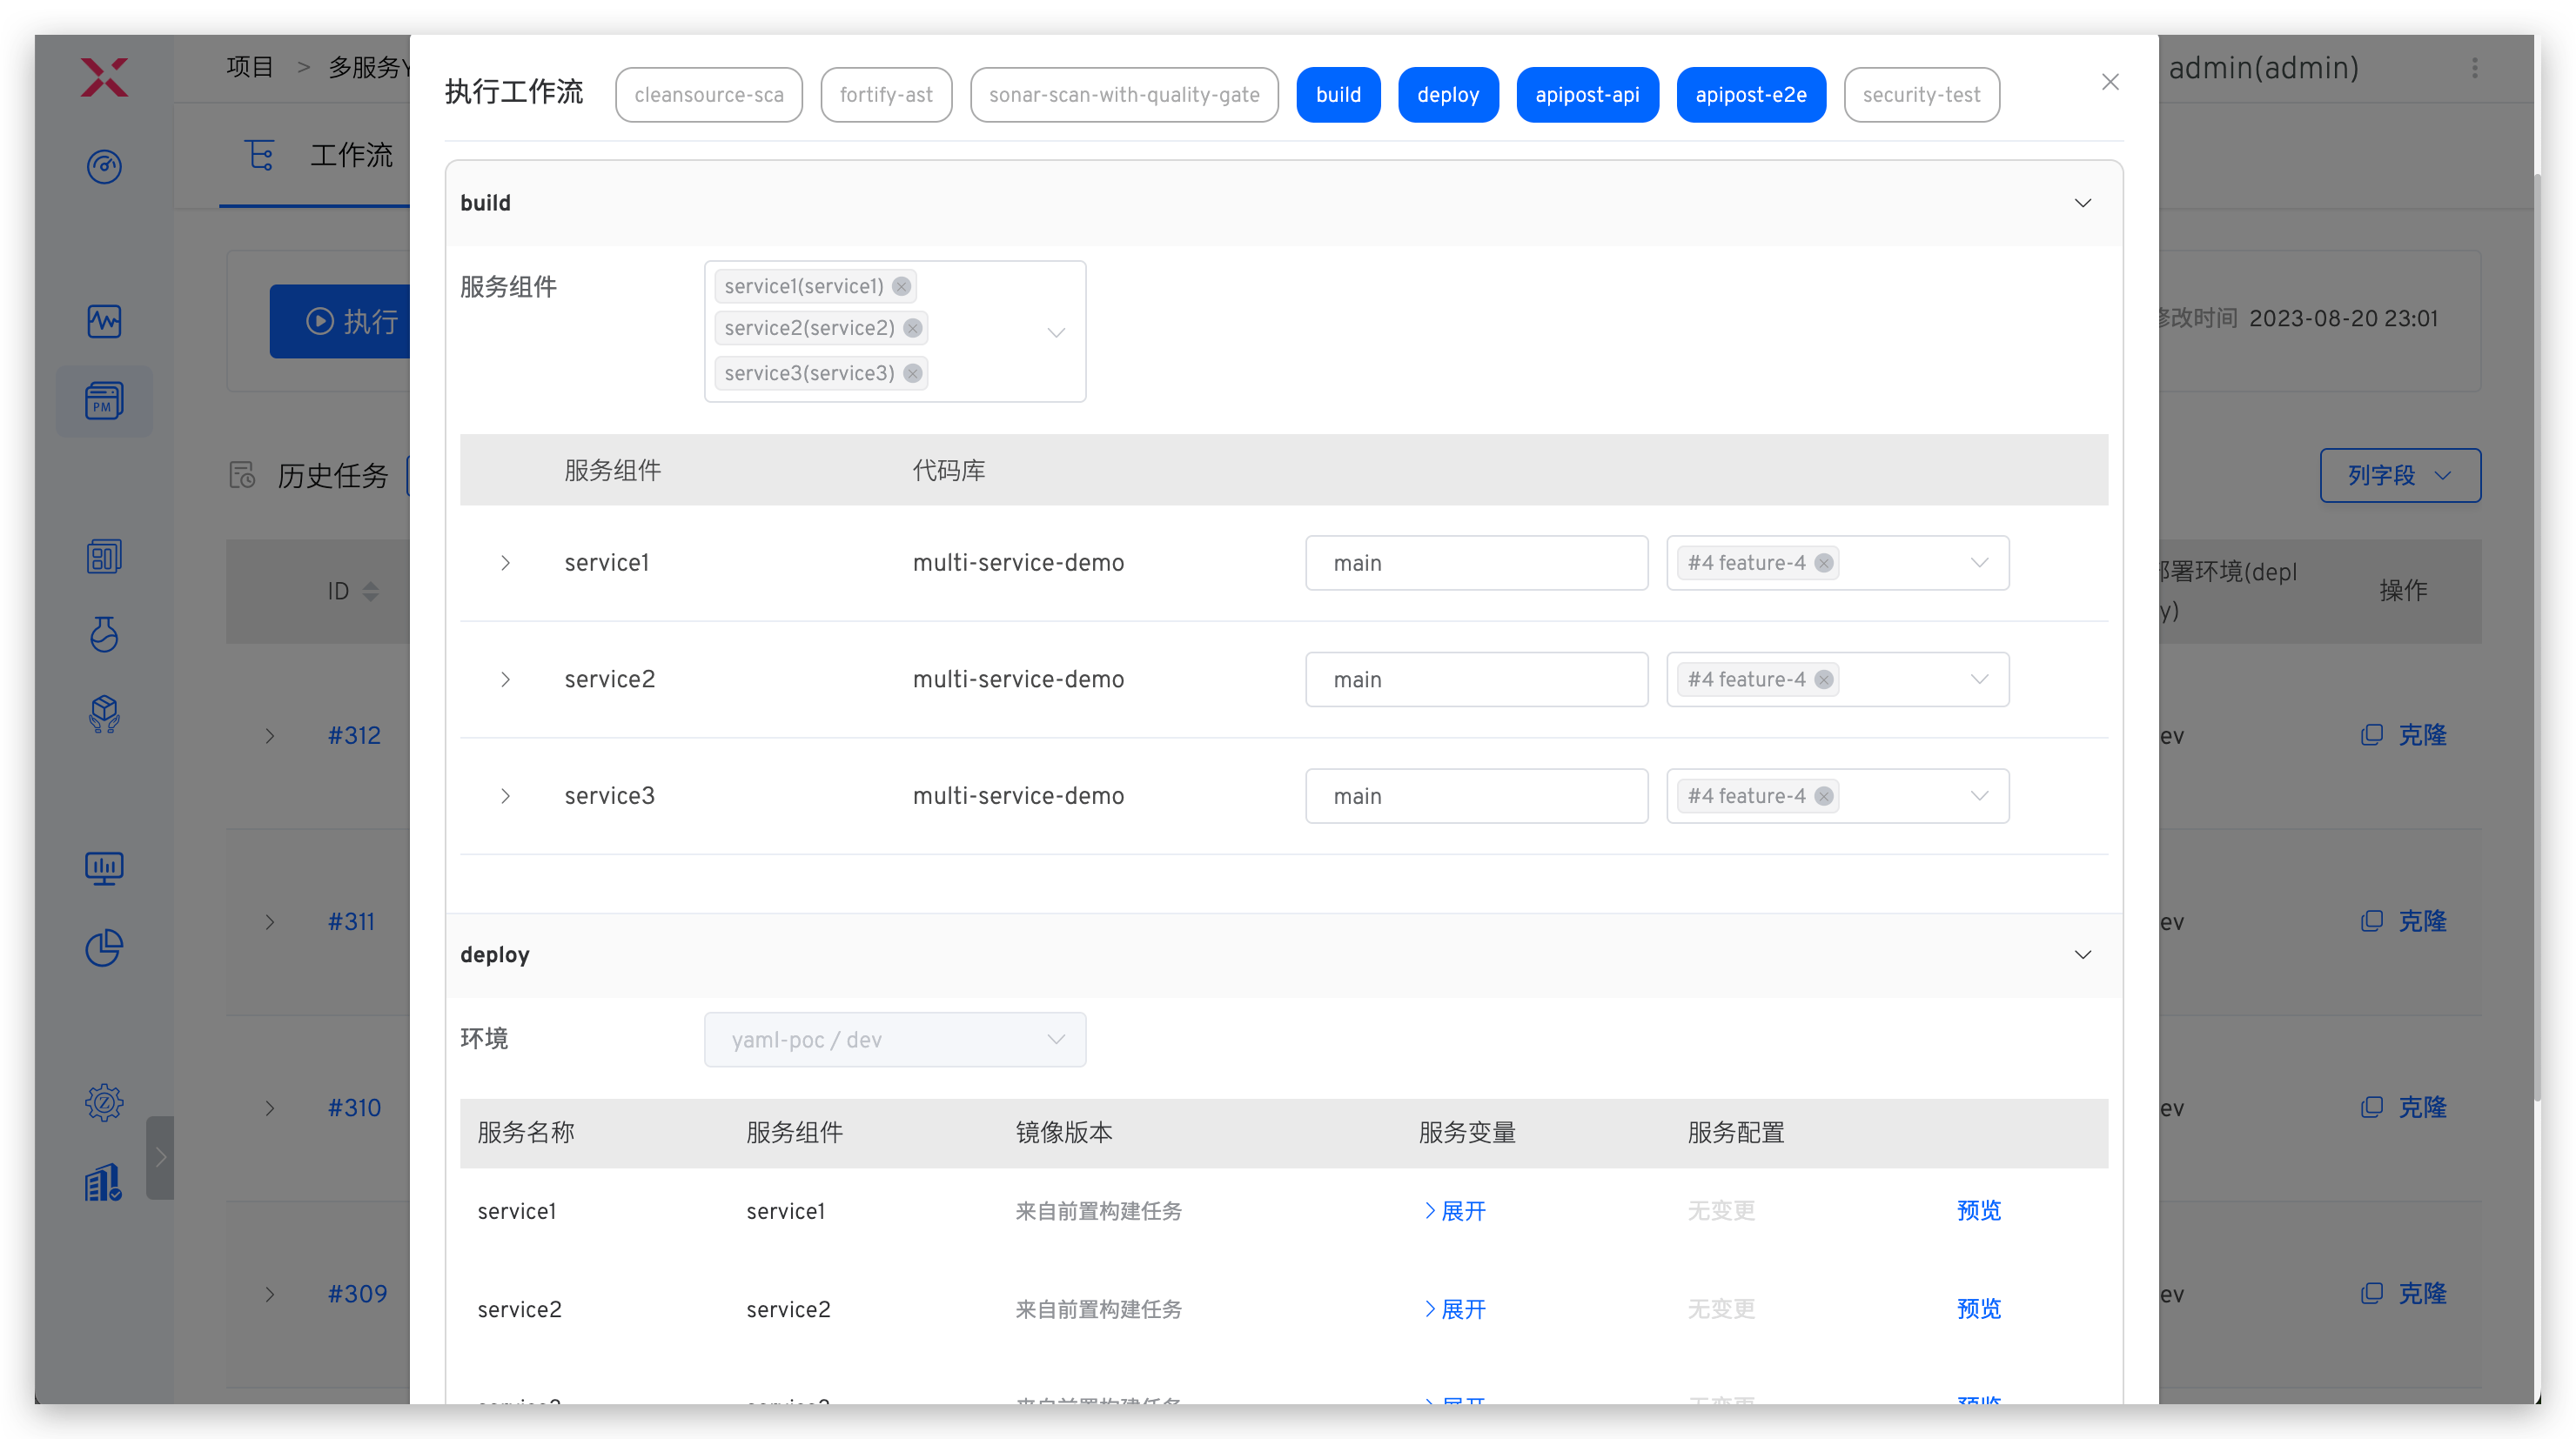 项目 > 多服务Y
admin(admin)
工作流
执行
修改时间 2023-08-20 23:01
历史任务
列字段
ID
部署环境(depl
y)
操作
#312
ev
克隆
#311
ev
克隆
#310
ev
克隆
#309
ev
克隆
PM
执行工作流
cleansource-sca
fortify-ast
sonar-scan-with-quality-gate
build
deploy
apipost-api
apipost-e2e
security-test
build
服务组件
service1(service1)
service2(service2)
service3(service3)
服务组件 代码库
service1 multi-service-demo main #4 feature-4
service2 multi-service-demo main #4 feature-4
service3 multi-service-demo main #4 feature-4
deploy
环境 yaml-poc / dev
服务名称 服务组件 镜像版本 服务变量 服务配置
service1 service1 来自前置构建任务 展开 无变更 预览
service2 service2 来自前置构建任务 展开 无变更 预览